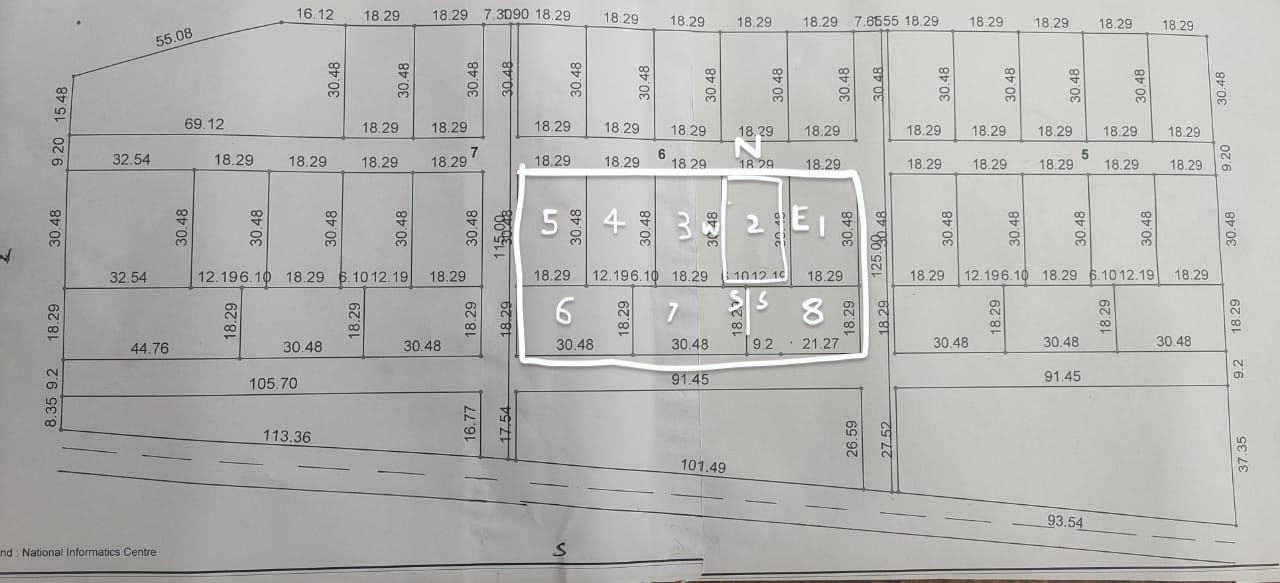 16.12 18.29 18.29 7.30 90 18.29 18.29 18.29 18.29 18.29 7.65 55 18.29 18.29 18.29 18.29 18.29
55.08
15.48 30.48 30.48 30.48 30.48 30.48 30.48 30.48 30.48 30.48 30.48 30.48 30.48 30.48
69.12 18.29 18.29 18.29 18.29 18.29 18.29 18.29 18.29 18.29 18.29 18.29 18.29
9.20 7 6 N 5 9.20
32.54 18.29 18.29 18.29 18.29 18.29 18.29 18.29 18.29 18.29 18.29 18.29 18.29 18.29 18.29
30.48 30.48 30.48 30.48 30.48 115.00 30.48 5 30.48 4 30.48 3 W 30.48 2 30.48 E 1 30.48 125.00 30.48 30.48 30.48 30.48 30.48 30.48
32.54 12.19 6.10 18.29 6.10 12.19 18.29 18.29 12.19 6.10 18.29 6.10 12.19 18.29 18.29 12.19 6.10 18.29 6.10 12.19 18.29
18.29 18.29 18.29 18.29 18.29 6 18.29 7 S 18.29 S 8 18.29 18.29 18.29 18.29 18.29
44.76 30.48 30.48 30.48 30.48 9.2 21.27 30.48 30.48 30.48
9.2 105.70 91.45 91.45 9.2
8.35 16.77 17.54 26.59 27.52 37.35
113.36 101.49 93.54
nd : National Informatics Centre
S